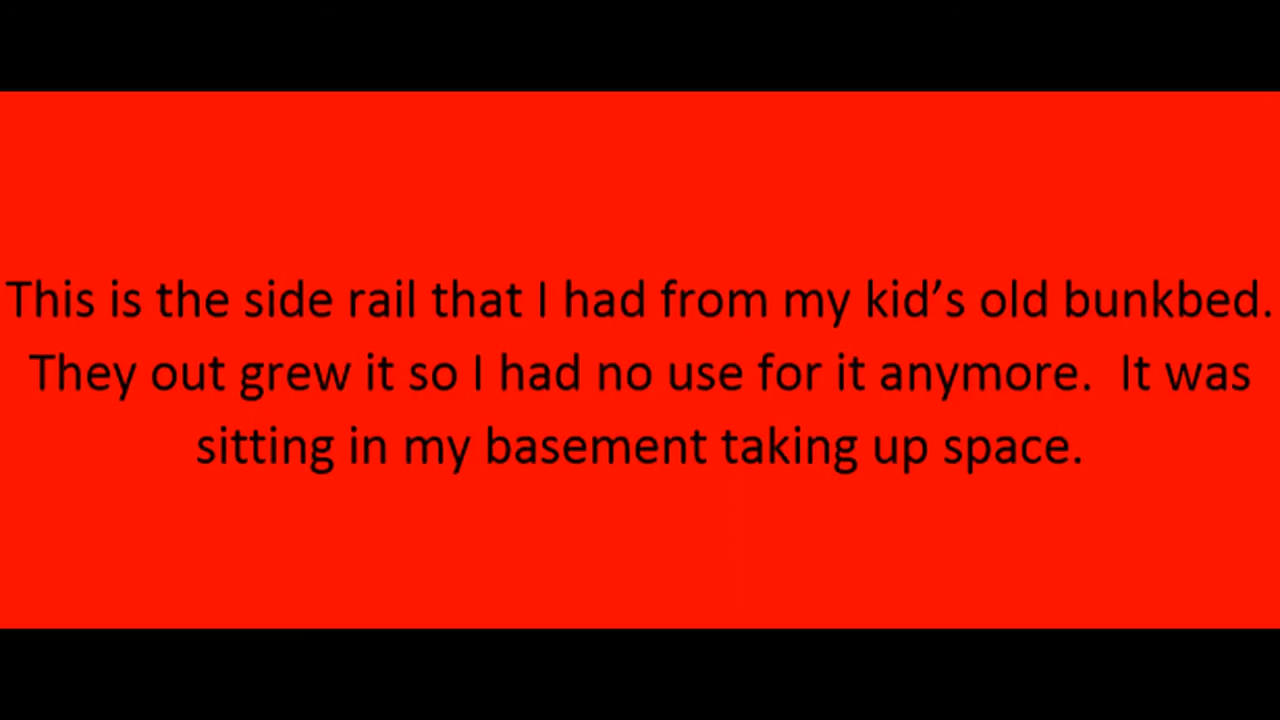 This is the side rail that I had from my kid’s old bunkbed.
They out grew it so I had no use for it anymore.  It was
sitting in my basement taking up space.